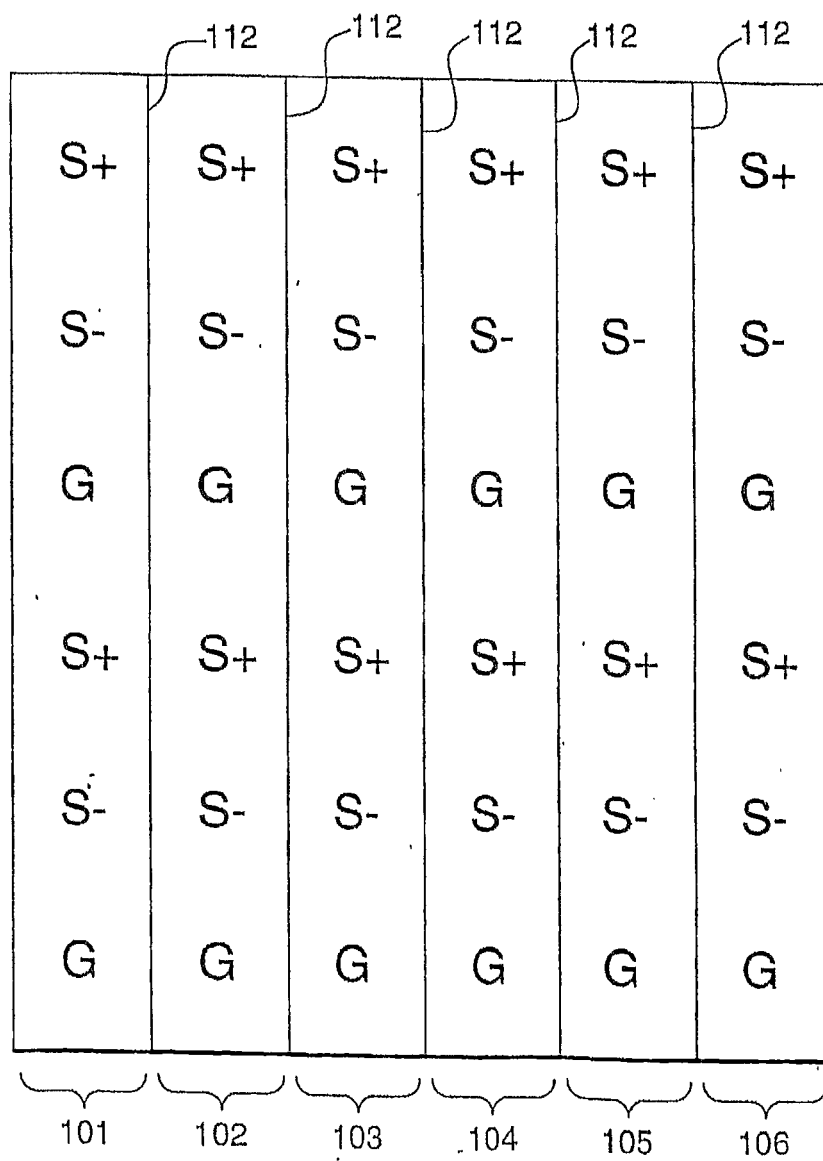 112 112 112 112 112
S+ S+ S+ S+ S+ S+
S- S- S- S- S- S-
G G G G G G
S+ S+ S+ S+ S+ S+
S- S- S- S- S- S-
G G G G G G
101 102 103 104 105 106